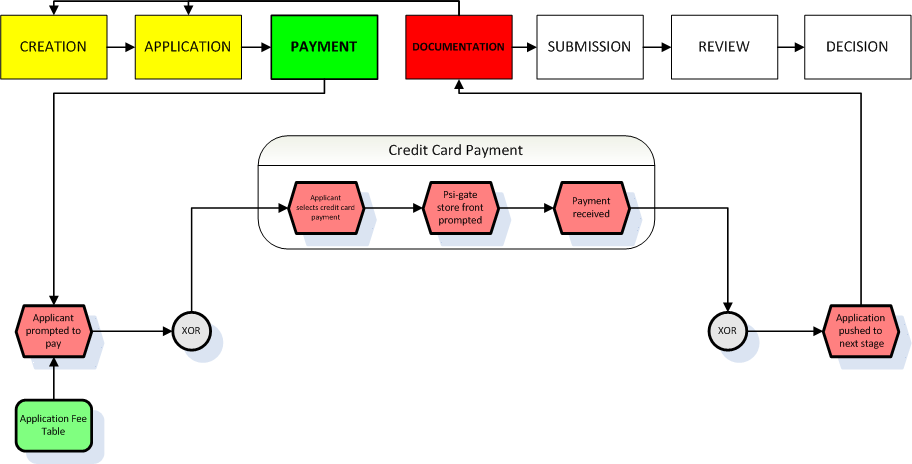 CREATION
APPLICATION
PAYMENT
DOCUMENTATION
SUBMISSION
REVIEW
DECISION
Credit Card Payment
Applicant
selects credit card
payment
Psi-gate
store front
prompted
Payment
received
Applicant
prompted to
pay
XOR
XOR
Application
pushed to
next stage
Application Fee
Table